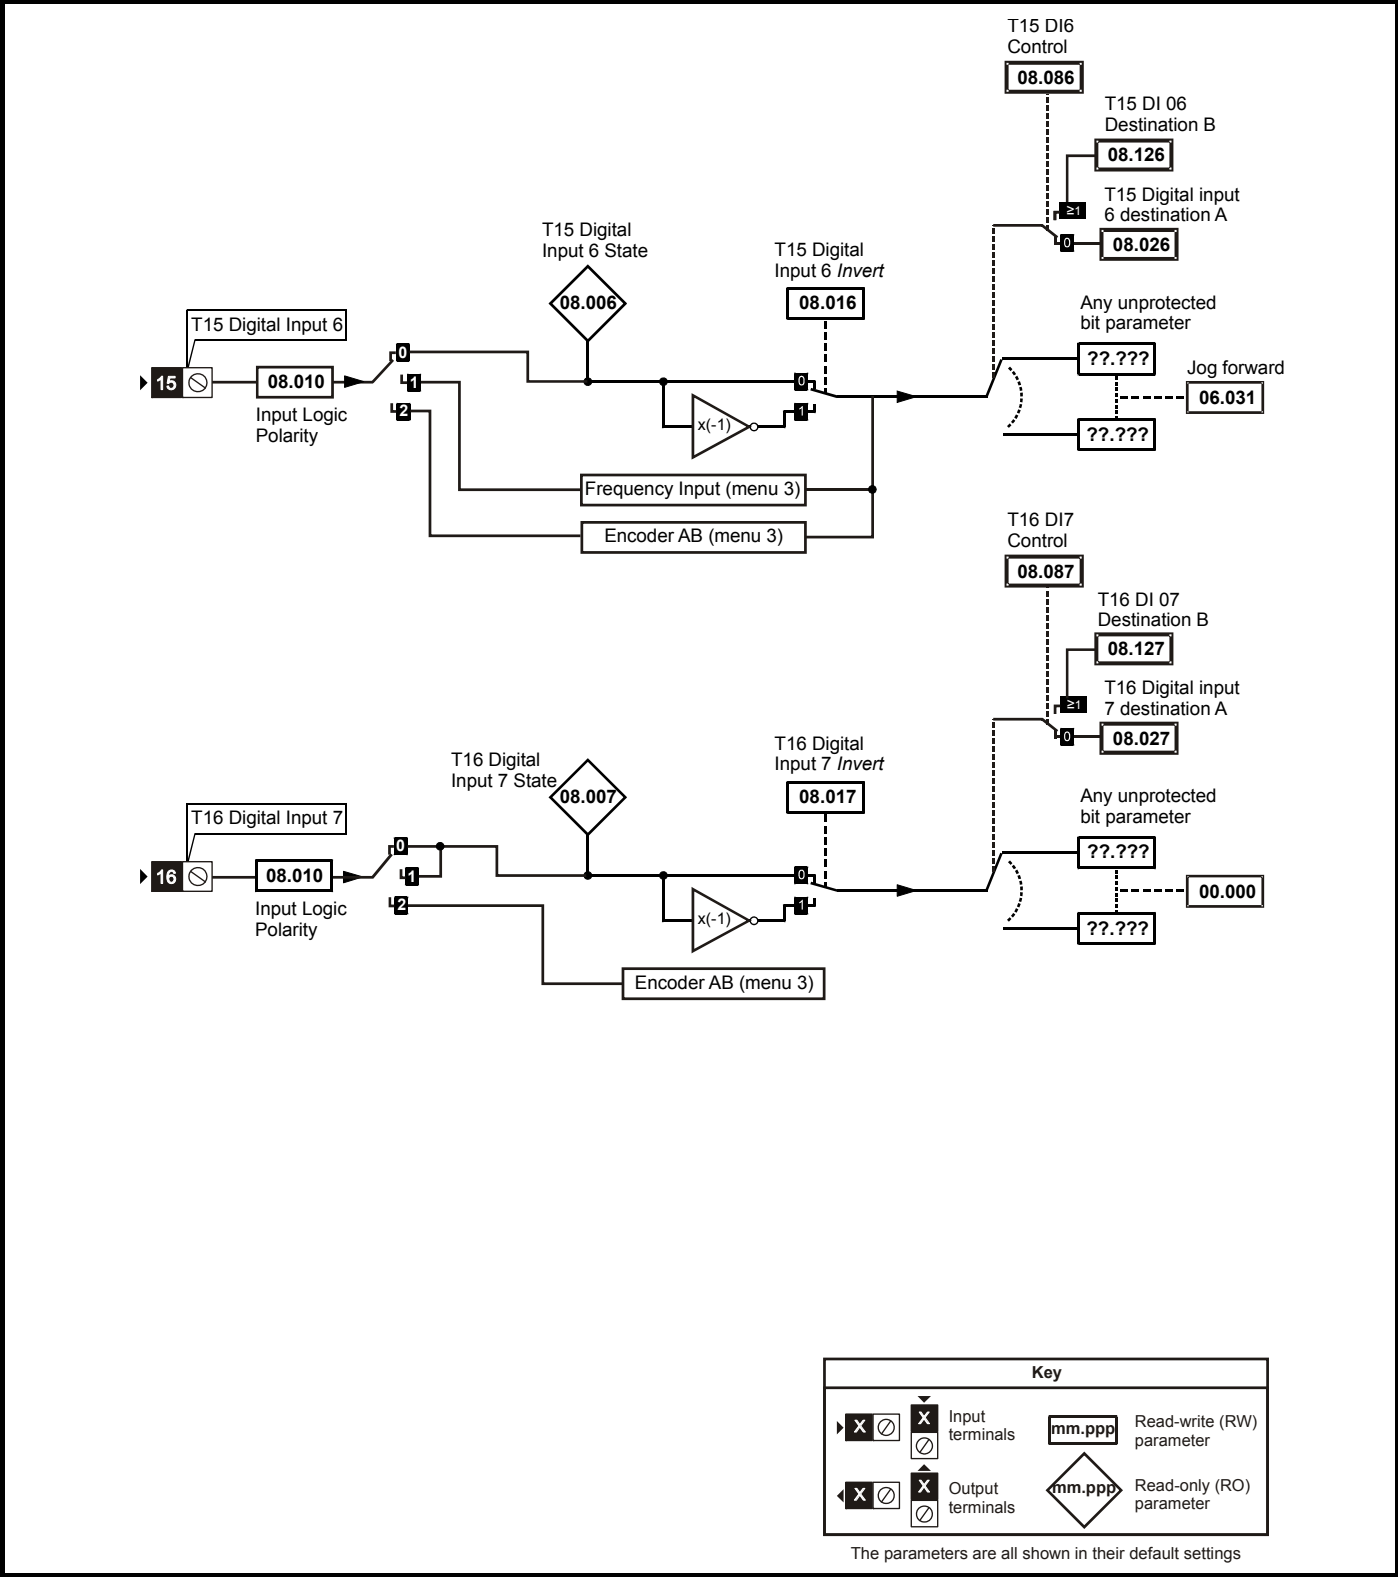 T15 DI6
Control
08.086
T15 DI 06
Destination B
08.126
≥1
T15 Digital input
6 destination A
0
08.026
T15 Digital
Input 6 State
08.006
T15 Digital
Input 6 Invert
08.016
T15 Digital Input 6
15
08.010
Input Logic
Polarity
0
1
2
0
1
x(-1)
Frequency Input (menu 3)
Encoder AB (menu 3)
Any unprotected
bit parameter
??.???
??.???
Jog forward
06.031
T16 DI7
Control
08.087
T16 DI 07
Destination B
08.127
≥1
T16 Digital input
7 destination A
0
08.027
T16 Digital
Input 7 State
08.007
T16 Digital
Input 7 Invert
08.017
T16 Digital Input 7
16
08.010
Input Logic
Polarity
0
1
2
0
1
x(-1)
Encoder AB (menu 3)
Any unprotected
bit parameter
??.???
??.???
00.000
Key
X
X
Input
terminals
mm.ppp
Read-write (RW)
parameter
X
X
Output
terminals
mm.ppp
Read-only (RO)
parameter
The parameters are all shown in their default settings